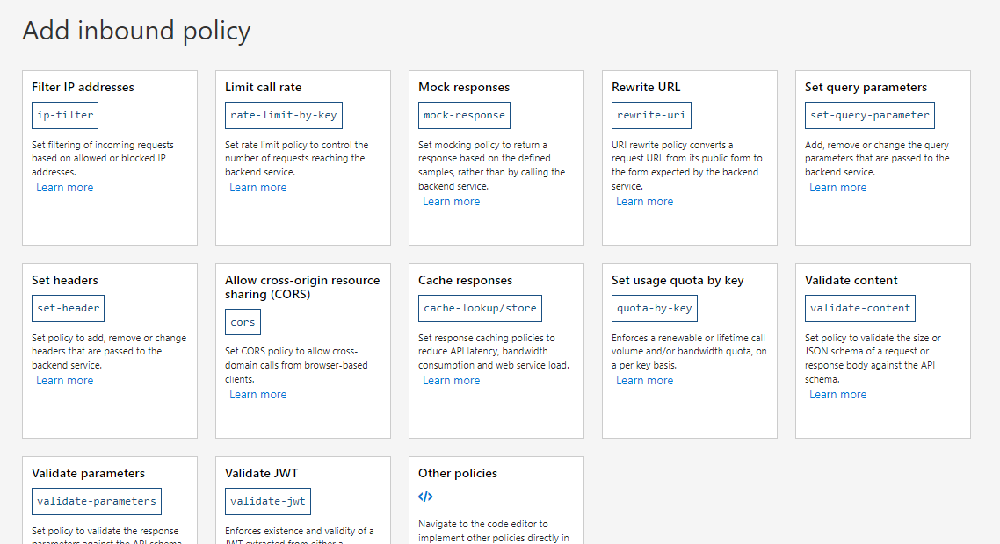 Add inbound policy
Filter IP addresses
ip-filter
Set filtering of incoming requests
based on allowed or blocked IP
addresses.
Learn more
Limit call rate
rate-limit-by-key
Set rate limit policy to control the
number of requests reaching the
backend service.
Learn more
Mock responses
mock-response
Set mocking policy to return a
response based on the defined
samples, rather than by calling the
backend service.
Learn more
Rewrite URL
rewrite-uri
URI rewrite policy converts a
request URL from its public form to
the form expected by the backend
service.
Learn more
Set query parameters
set-query-parameter
Add, remove or change the query
parameters that are passed to the
backend service.
Learn more
Set headers
set-header
Set policy to add, remove or change
headers that are passed to the
backend service.
Learn more
Allow cross-origin resource
sharing (CORS)
cors
Set CORS policy to allow cross-
domain calls from browser-based
clients.
Learn more
Cache responses
cache-lookup/store
Set response caching policies to
reduce API latency, bandwidth
consumption and web service load.
Learn more
Set usage quota by key
quota-by-key
Enforces a renewable or lifetime call
volume and/or bandwidth quota, on
a per key basis.
Learn more
Validate content
validate-content
Set policy to validate the size or
JSON schema of a request or
response body against the API
schema.
Learn more
Validate parameters
validate-parameters
Set policy to validate the response
parameters against the API schema
Validate JWT
validate-jwt
Enforces existence and validity of a
JWT extracted from either a
Other policies
</>
Navigate to the code editor to
implement other policies directly in